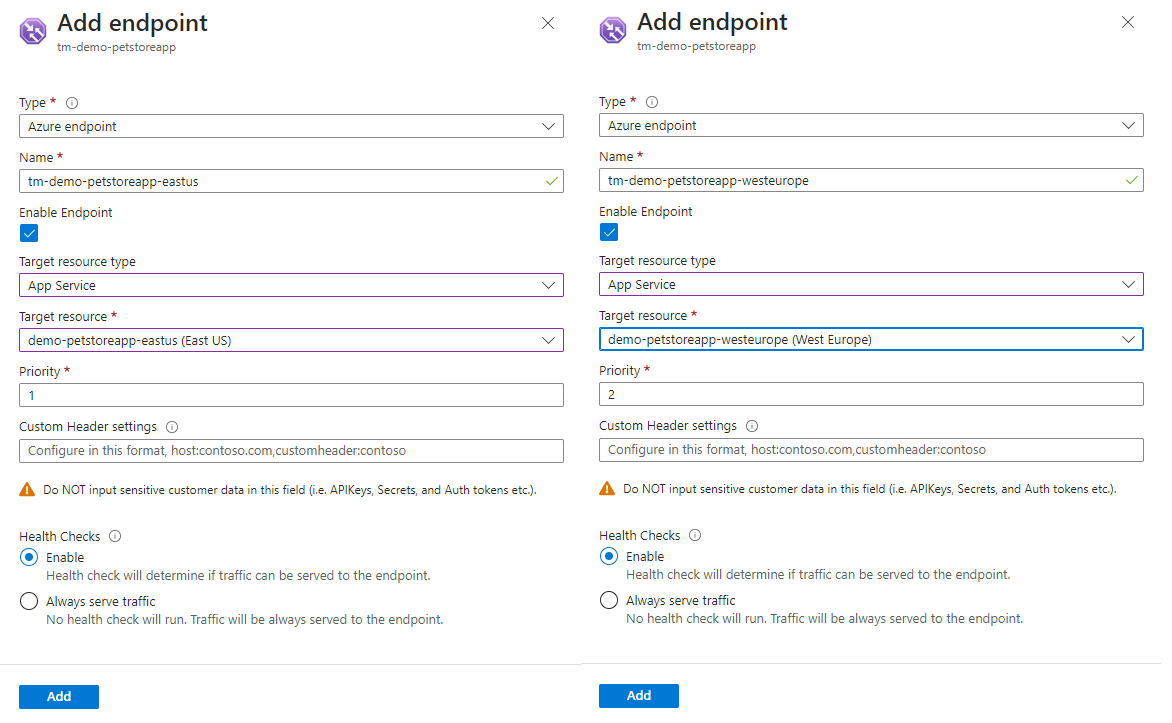 Add endpoint
tm-demo-petstoreapp
Type *
Azure endpoint
Name *
tm-demo-petstoreapp-eastus
Enable Endpoint
Target resource type
App Service
Target resource *
demo-petstoreapp-eastus (East US)
Priority *
1
Custom Header settings
Configure in this format, host:contoso.com,customheader:contoso
Do NOT input sensitive customer data in this field (i.e. APIKeys, Secrets, and Auth tokens etc.).
Health Checks
Enable
Health check will determine if traffic can be served to the endpoint.
Always serve traffic
No health check will run. Traffic will be always served to the endpoint.
Add
Add endpoint
tm-demo-petstoreapp
Type *
Azure endpoint
Name *
tm-demo-petstoreapp-westeurope
Enable Endpoint
Target resource type
App Service
Target resource *
demo-petstoreapp-westeurope (West Europe)
Priority *
2
Custom Header settings
Configure in this format, host:contoso.com,customheader:contoso
Do NOT input sensitive customer data in this field (i.e. APIKeys, Secrets, and Auth tokens etc.).
Health Checks
Enable
Health check will determine if traffic can be served to the endpoint.
Always serve traffic
No health check will run. Traffic will be always served to the endpoint.
Add